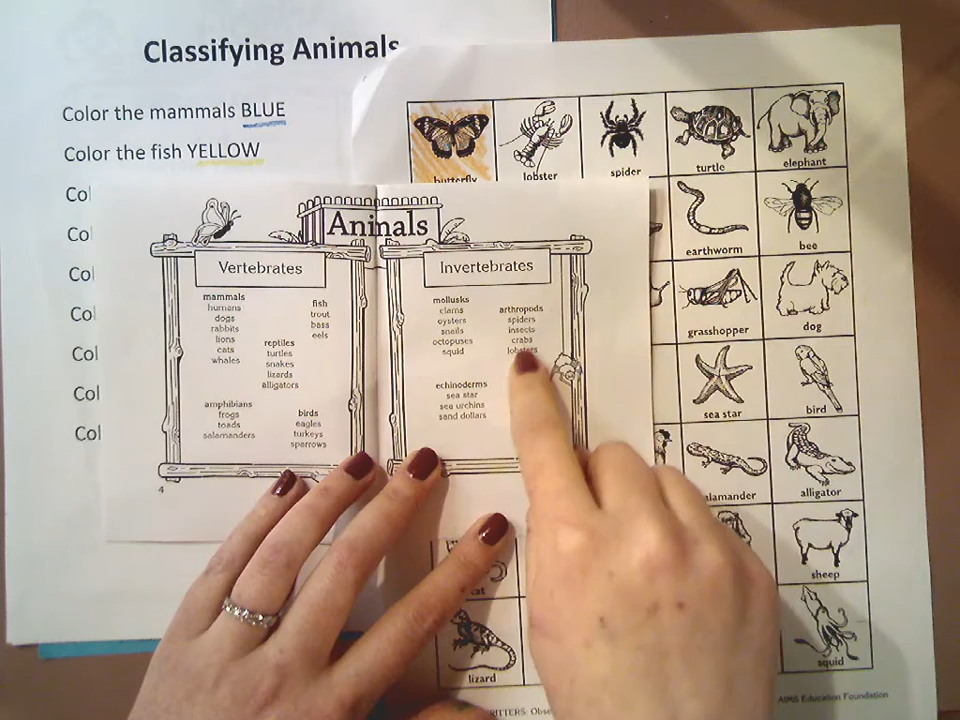 Classifying Animals
Color the mammals BLUE
Color the fish YELLOW
Col
Col
Col
Col
Col
Col
Col
butterfly
lobster
spider
turtle
elephant
earthworm
bee
grasshopper
dog
sea star
bird
alamander
alligator
sheep
cat
lizard
squid
Animals
Vertebrates
mammals
humans
dogs
rabbits
lions
cats
whales
fish
trout
bass
eels
reptiles
turtles
snakes
lizards
alligators
amphibians
frogs
toads
salamanders
birds
eagles
turkeys
sparrows
4
Invertebrates
mollusks
clams
oysters
snails
octopuses
squid
arthropods
spiders
insects
crabs
lobsters
echinoderms
sea star
sea urchins
sand dollars
RITTERS: Obse
AIMS Education Foundation